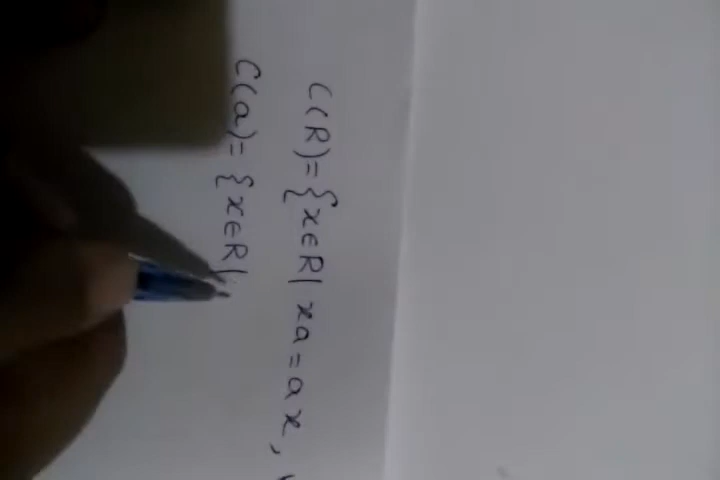 C(R) = {x∈R | xa = ax,
C(a) = {x∈R |